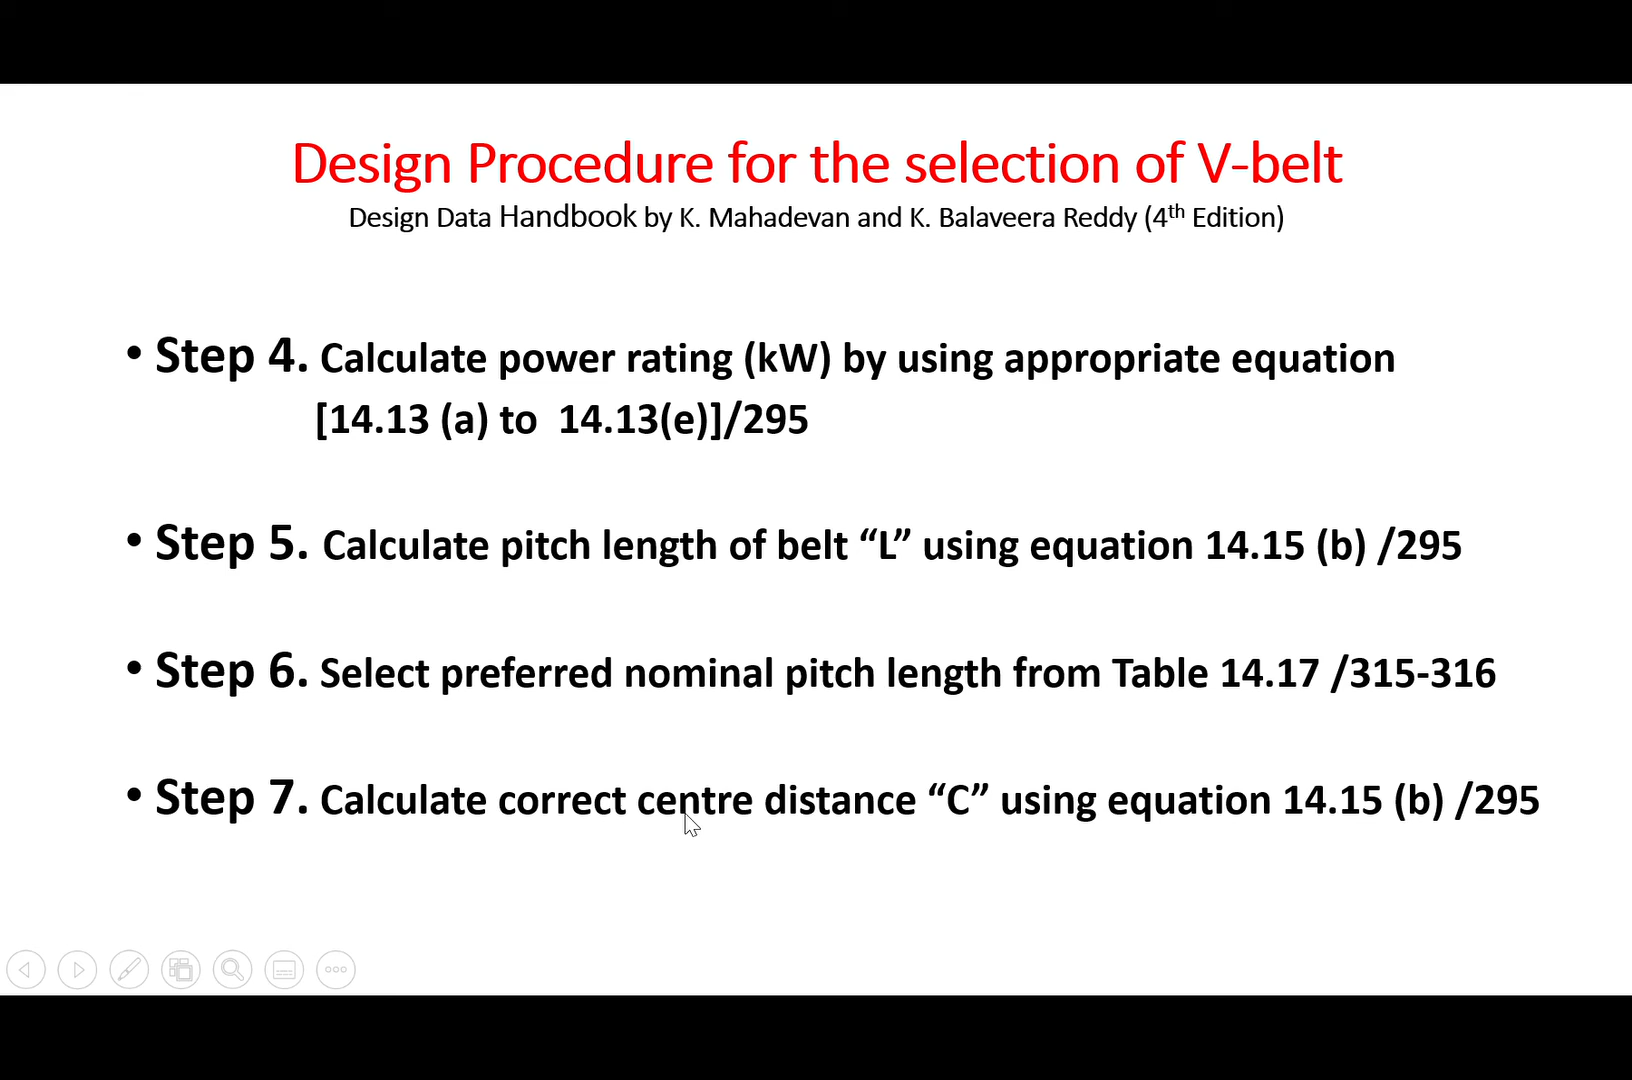 Design Procedure for the selection of V-belt
Design Data Handbook by K. Mahadevan and K. Balaveera Reddy (4th Edition)
• Step 4. Calculate power rating (kW) by using appropriate equation
[14.13 (a) to 14.13(e)]/295
• Step 5. Calculate pitch length of belt “L” using equation 14.15 (b) /295
• Step 6. Select preferred nominal pitch length from Table 14.17 /315-316
• Step 7. Calculate correct centre distance “C” using equation 14.15 (b) /295